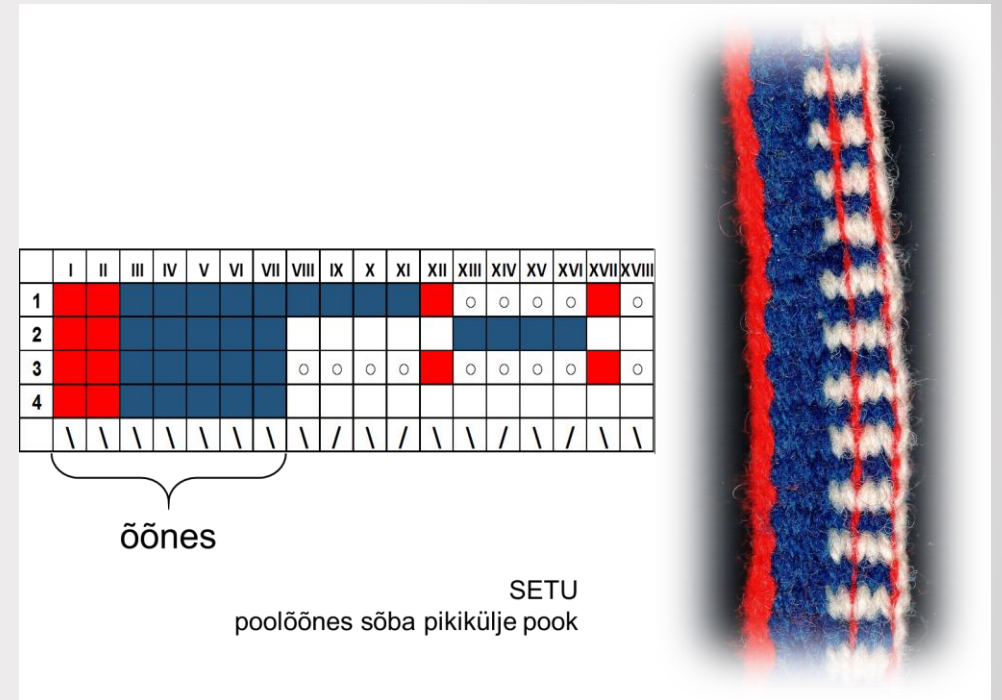 I II III IV V VI VII VIII IX X XI XII XIII XIV XV XVI XVII XVIII
1 ○ ○ ○ ○ ○
2
3 ○ ○ ○ ○ ○ ○ ○ ○ ○
4
\ \ \ \ \ \ \ \ / \ / \ \ / \ / \ \
õõnes
SETU
poolõõnes sõba pikikülje pook